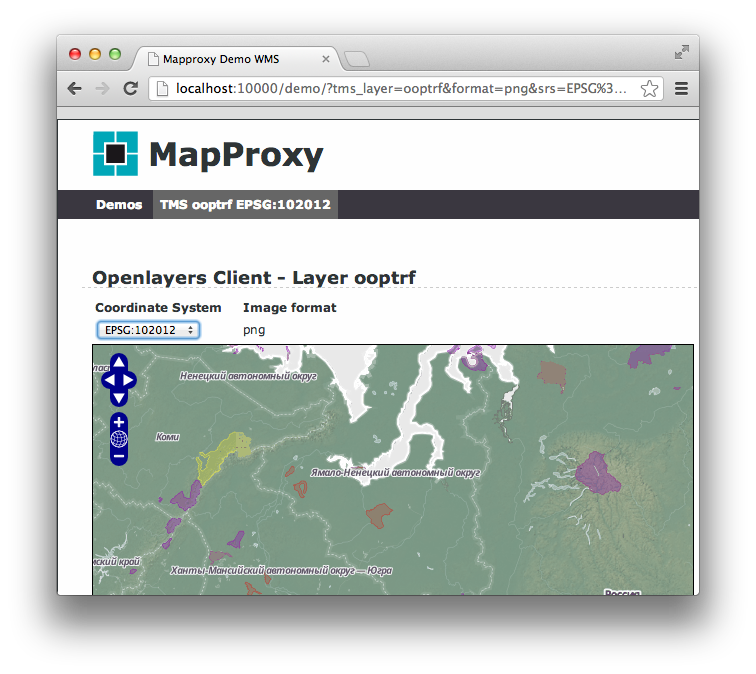 Mapproxy Demo WMS
localhost:10000/demo/?tms_layer=ooptrf&format=png&srs=EPSG%3...
MapProxy
Demos TMS ooptrf EPSG:102012
Openlayers Client - Layer ooptrf
Coordinate System Image format
EPSG:102012 png
Ненецкий автономный округ
Коми
Ямало-Ненецкий автономный округ
ский край
Ханты-Мансийский автономный округ — Югра
Россия